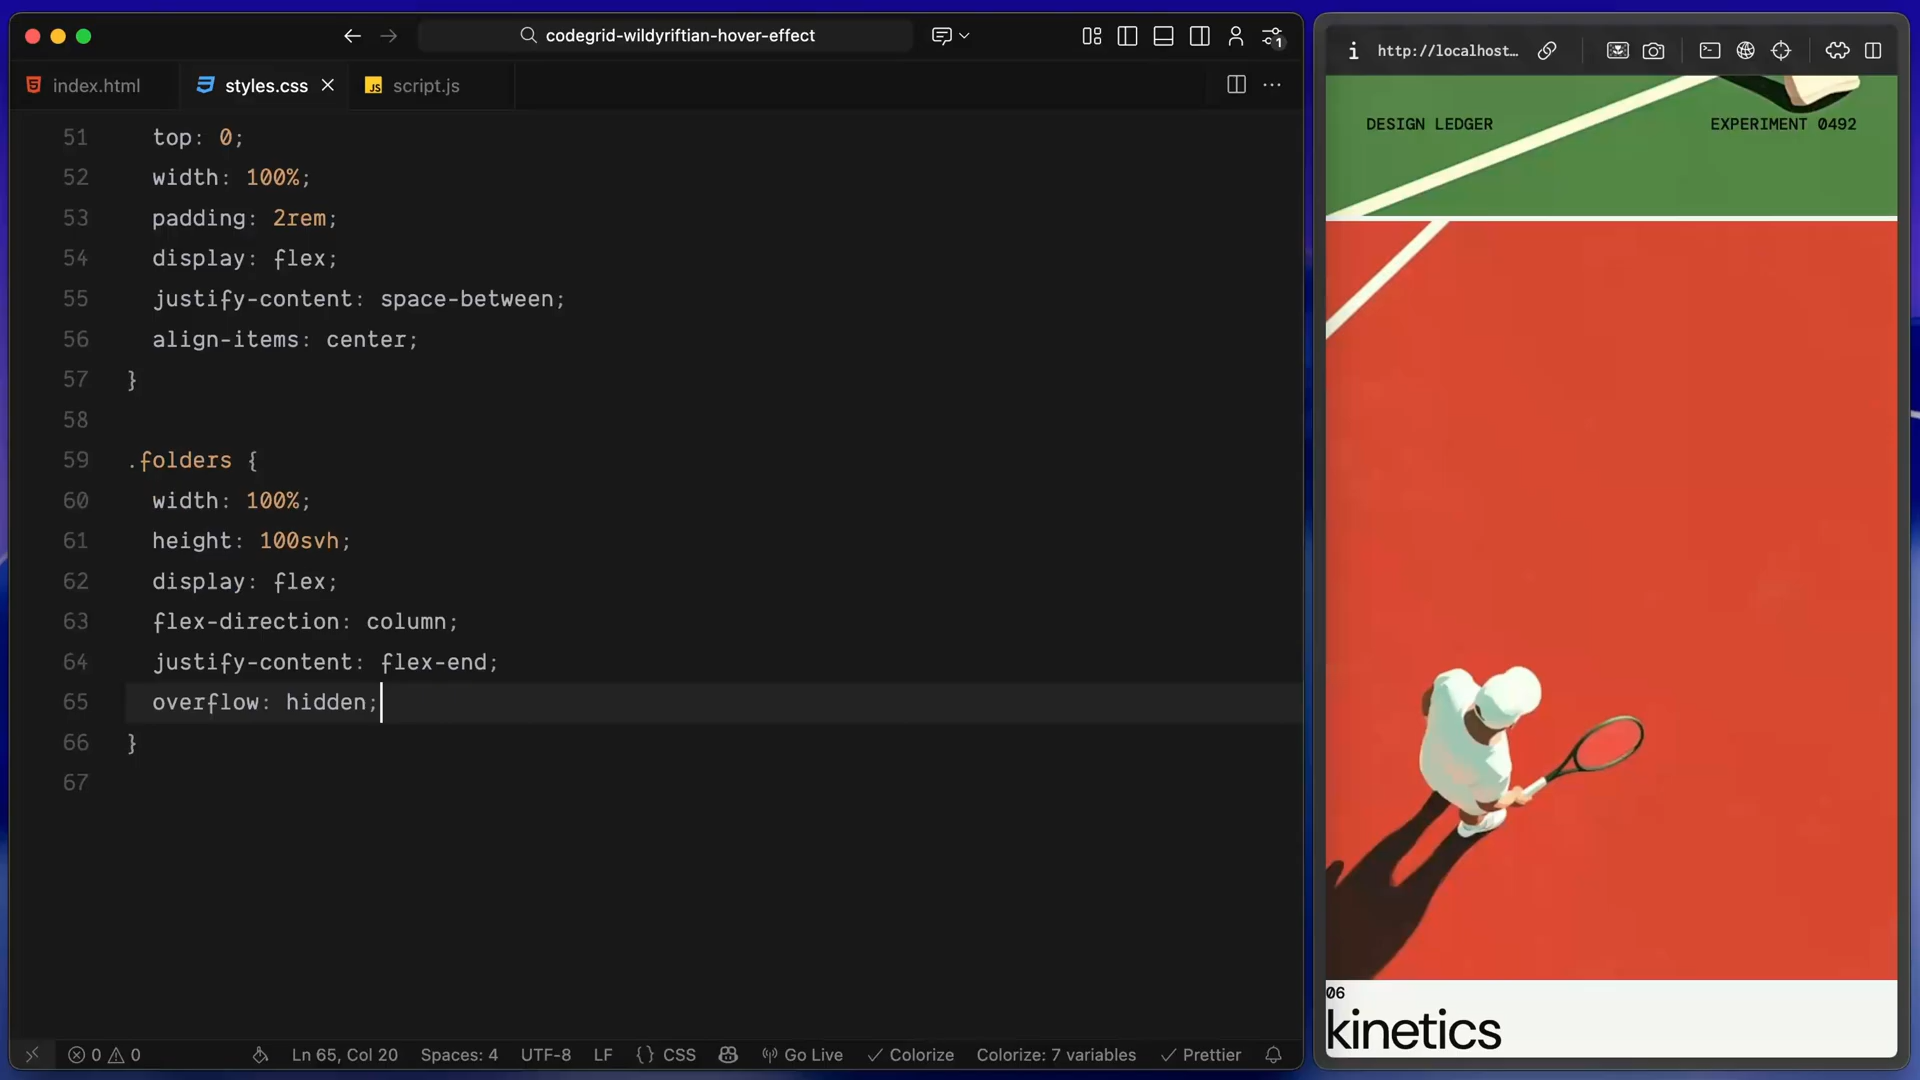 codegrid-wildyriftian-hover-effect
1
index.html
styles.css
JS script.js
51 top: 0;
52 width: 100%;
53 padding: 2rem;
54 display: flex;
55 justify-content: space-between;
56 align-items: center;
57 }
58
59 .folders {
60 width: 100%;
61 height: 100svh;
62 display: flex;
63 flex-direction: column;
64 justify-content: flex-end;
65 overflow: hidden;
66 }
67
0 0
Ln 65, Col 20
Spaces: 4
UTF-8
LF
{} CSS
Go Live
Colorize
Colorize: 7 variables
Prettier
http://localhost…
DESIGN LEDGER
EXPERIMENT 0492
06
kinetics